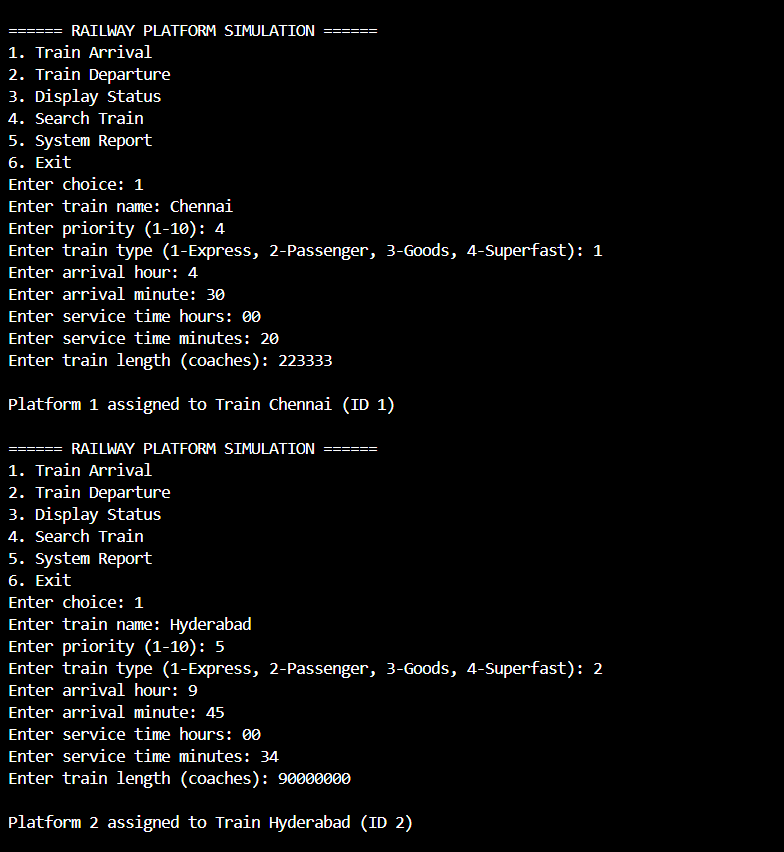 ====== RAILWAY PLATFORM SIMULATION ======
1. Train Arrival
2. Train Departure
3. Display Status
4. Search Train
5. System Report
6. Exit
Enter choice: 1
Enter train name: Chennai
Enter priority (1-10): 4
Enter train type (1-Express, 2-Passenger, 3-Goods, 4-Superfast): 1
Enter arrival hour: 4
Enter arrival minute: 30
Enter service time hours: 00
Enter service time minutes: 20
Enter train length (coaches): 223333
Platform 1 assigned to Train Chennai (ID 1)
====== RAILWAY PLATFORM SIMULATION ======
1. Train Arrival
2. Train Departure
3. Display Status
4. Search Train
5. System Report
6. Exit
Enter choice: 1
Enter train name: Hyderabad
Enter priority (1-10): 5
Enter train type (1-Express, 2-Passenger, 3-Goods, 4-Superfast): 2
Enter arrival hour: 9
Enter arrival minute: 45
Enter service time hours: 00
Enter service time minutes: 34
Enter train length (coaches): 90000000
Platform 2 assigned to Train Hyderabad (ID 2)